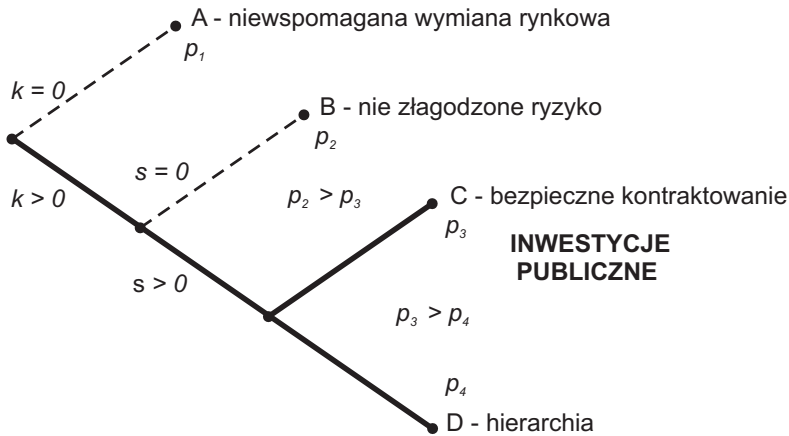 A - niewspomagana wymiana rynkowa
p₁
k = 0
B - nie złagodzone ryzyko
p₂
s = 0
k > 0
p₂ > p₃
C - bezpieczne kontraktowanie
p₃
INWESTYCJE
PUBLICZNE
s > 0
p₃ > p₄
p₄
D - hierarchia